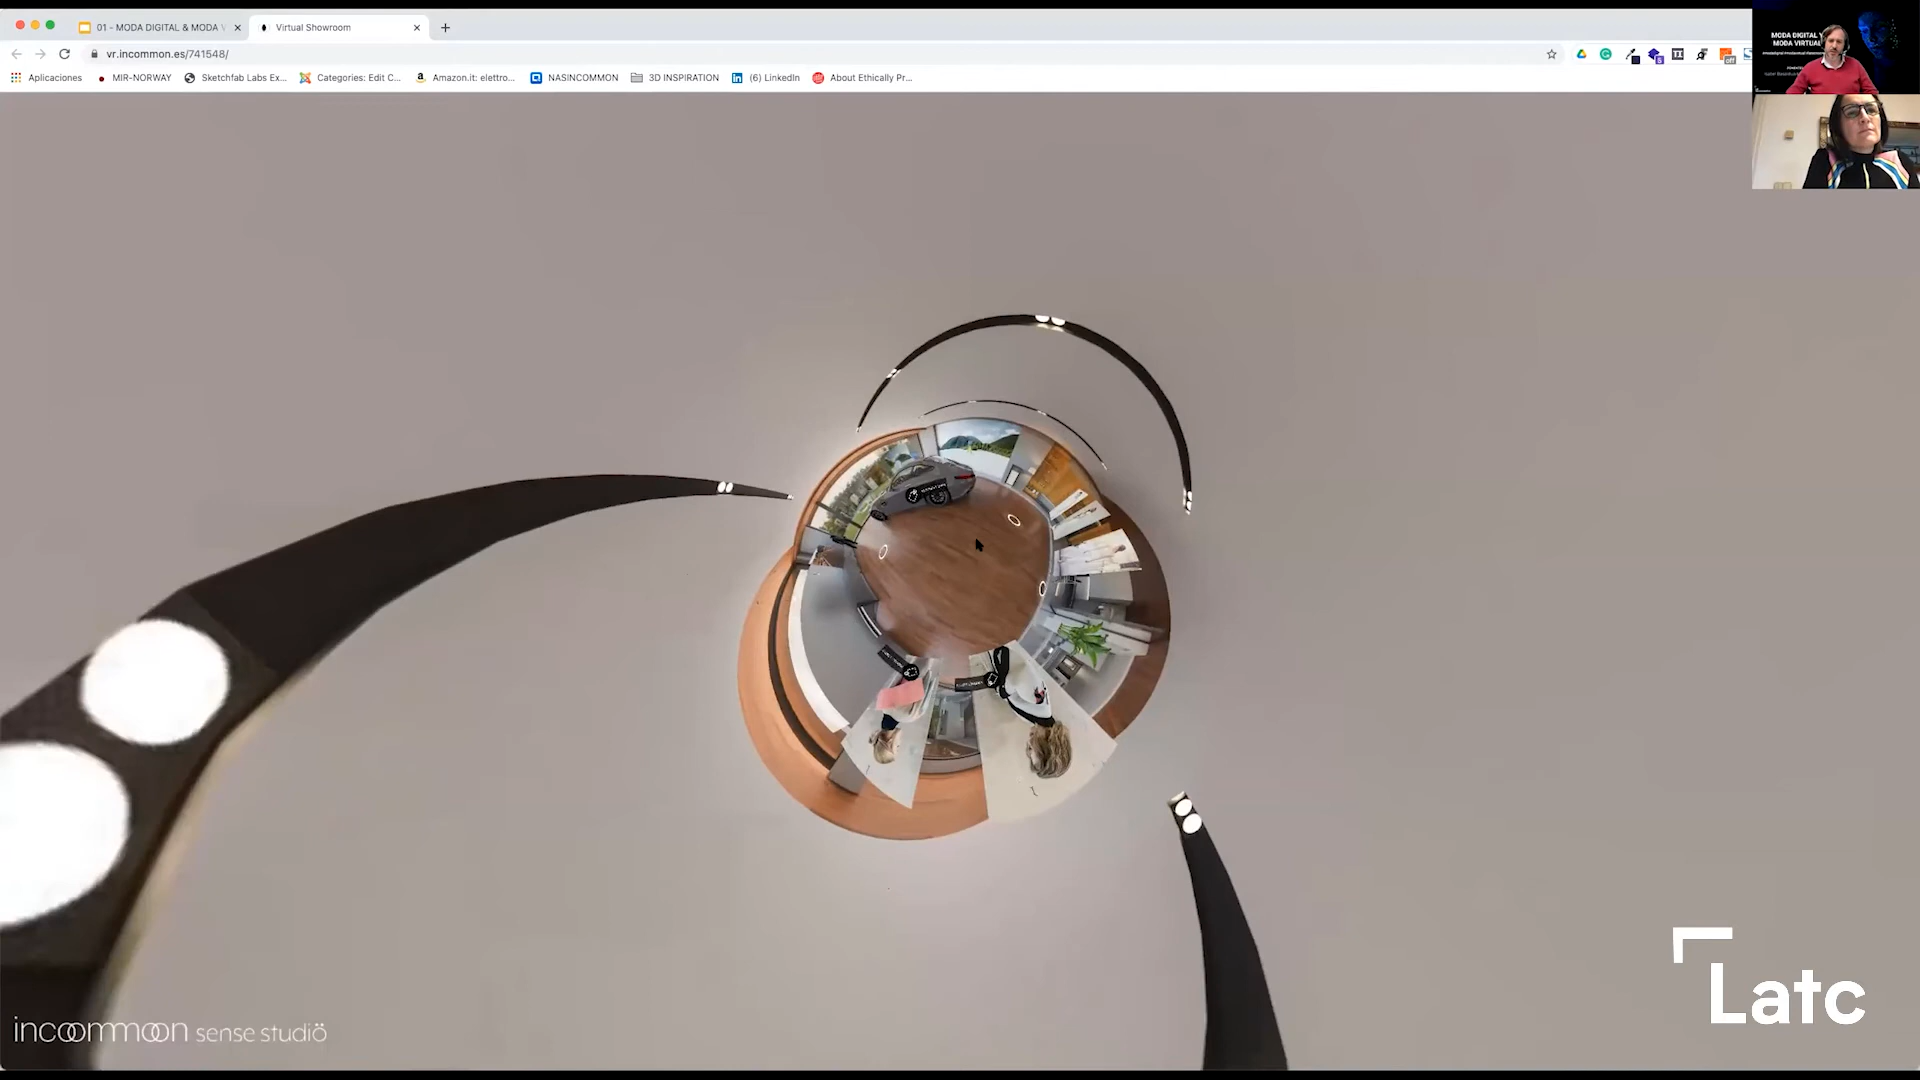 01 - MODA DIGITAL & MODA V
Virtual Showroom
vr.incommon.es/741548/
Aplicaciones
MIR-NORWAY
Sketchfab Labs Ex...
Categories: Edit C...
Amazon.it: elettro...
NASINCOMMON
3D INSPIRATION
(6) LinkedIn
About Ethically Pr...
off
MODA DIGITAL Y
MODA VIRTUAL
incoommoon sense studiö
Latc